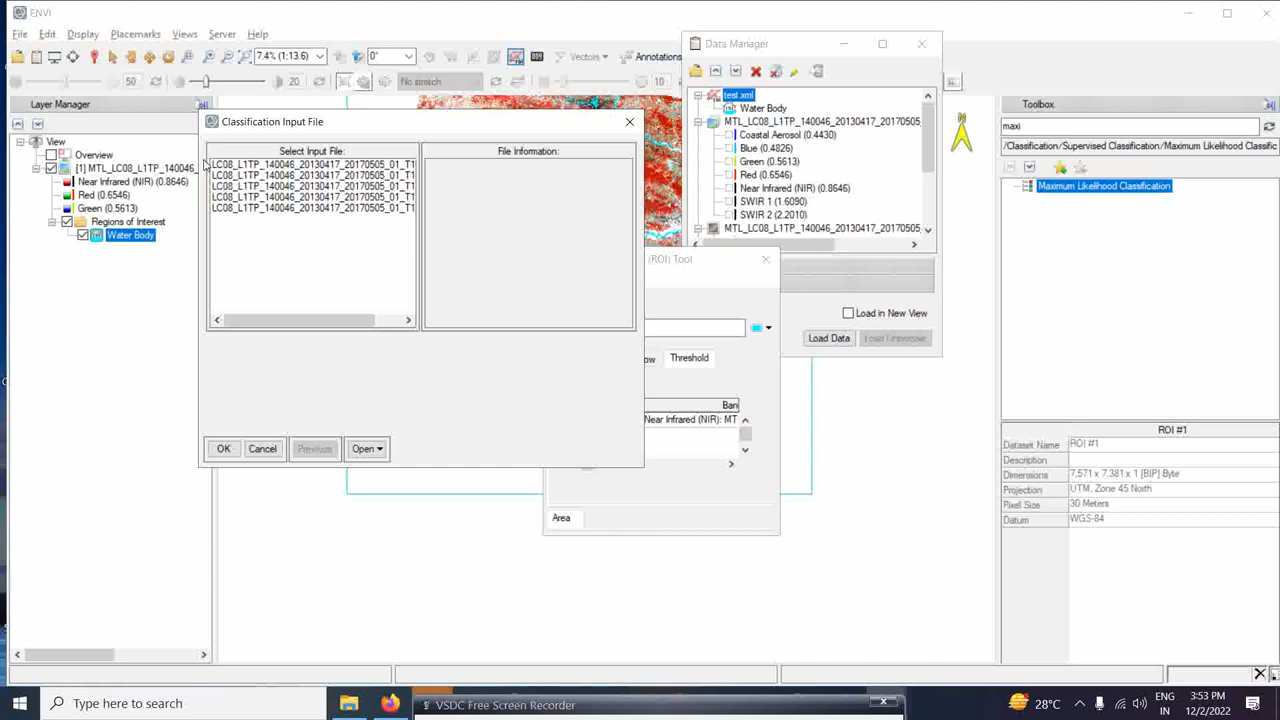 ENVI
File Edit Display Placemarks Views Server Help
7.4% (1:13.6) 0° Vectors Annotations
50 20 No stretch 10
Layer Manager
View
Overview
[1] MTL_LC08_L1TP_140046_
Near Infrared (NIR) (0.8646)
Red (0.6546)
Green (0.5613)
Regions of Interest
Water Body
Classification Input File
Select Input File:
LC08_L1TP_140046_20130417_20170505_01_T1
LC08_L1TP_140046_20130417_20170505_01_T1
LC08_L1TP_140046_20130417_20170505_01_T1
LC08_L1TP_140046_20130417_20170505_01_T1
LC08_L1TP_140046_20130417_20170505_01_T1
File Information:
OK Cancel Previous Open
(ROI) Tool
Threshold
Near Infrared (NIR): MT
Area
Data Manager
test.xml
Water Body
MTL_LC08_L1TP_140046_20130417_20170505_
Coastal Aerosol (0.4430)
Blue (0.4826)
Green (0.5613)
Red (0.6546)
Near Infrared (NIR) (0.8646)
SWIR 1 (1.6090)
SWIR 2 (2.2010)
MTL_LC08_L1TP_140046_20130417_20170505_
Load in New View
Load Data
N
Toolbox
maxi
/Classification/Supervised Classification/Maximum Likelihood Classific
Maximum Likelihood Classification
ROI #1
Dataset Name ROI #1
Description
Dimensions 7,571 x 7,381 x 1 [BIP] Byte
Projection UTM, Zone 45 North
Pixel Size 30 Meters
Datum WGS-84
Type here to search
VSDC Free Screen Recorder
28°C
ENG
IN
3:53 PM
12/2/2022